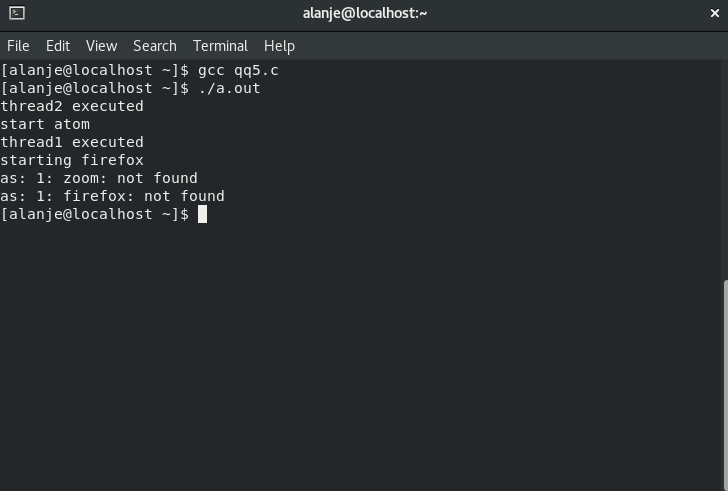 alanje@localhost:~
File Edit View Search Terminal Help
[alanje@localhost ~]$ gcc qq5.c
[alanje@localhost ~]$ ./a.out
thread2 executed
start atom
thread1 executed
starting firefox
as: 1: zoom: not found
as: 1: firefox: not found
[alanje@localhost ~]$